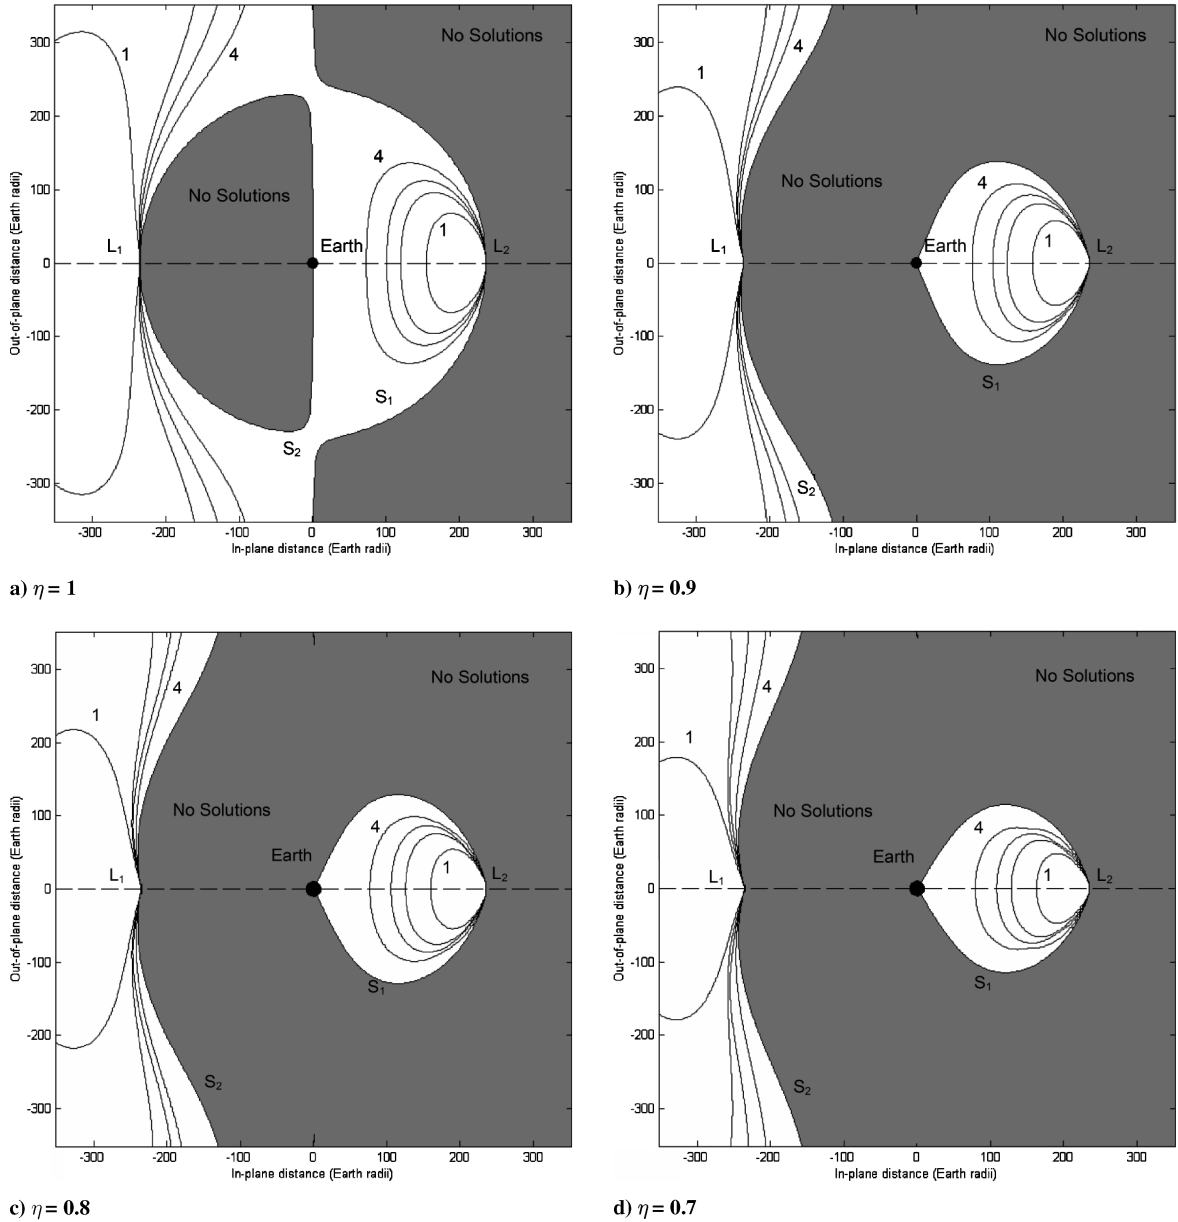 350
300
200
100
0
-100
-200
-300
Out-of-plane distance (Earth radii)
1
4
No Solutions
No Solutions
4
L1
Earth
1
L2
S1
S2
-300 -200 -100 0 100 200 300
In-plane distance (Earth radii)
a) η = 1
300
200
100
0
-100
-200
-300
Out-of-plane distance (Earth radii)
4
No Solutions
1
No Solutions
4
L1
Earth
1
L2
S1
S2
-300 -200 -100 0 100 200 300
In-plane distance (Earth radii)
b) η = 0.9
300
200
100
0
-100
-200
-300
Out-of-plane distance (Earth radii)
No Solutions
4
1
No Solutions
4
Earth
L1
1
L2
S1
S2
-300 -200 -100 0 100 200 300
In-plane distance (Earth radii)
c) η = 0.8
300
200
100
0
-100
-200
-300
Out-of-plane distance (Earth radii)
No Solutions
4
1
No Solutions
4
Earth
L1
1
L2
S1
S2
-300 -200 -100 0 100 200 300
In-plane distance (Earth radii)
d) η = 0.7